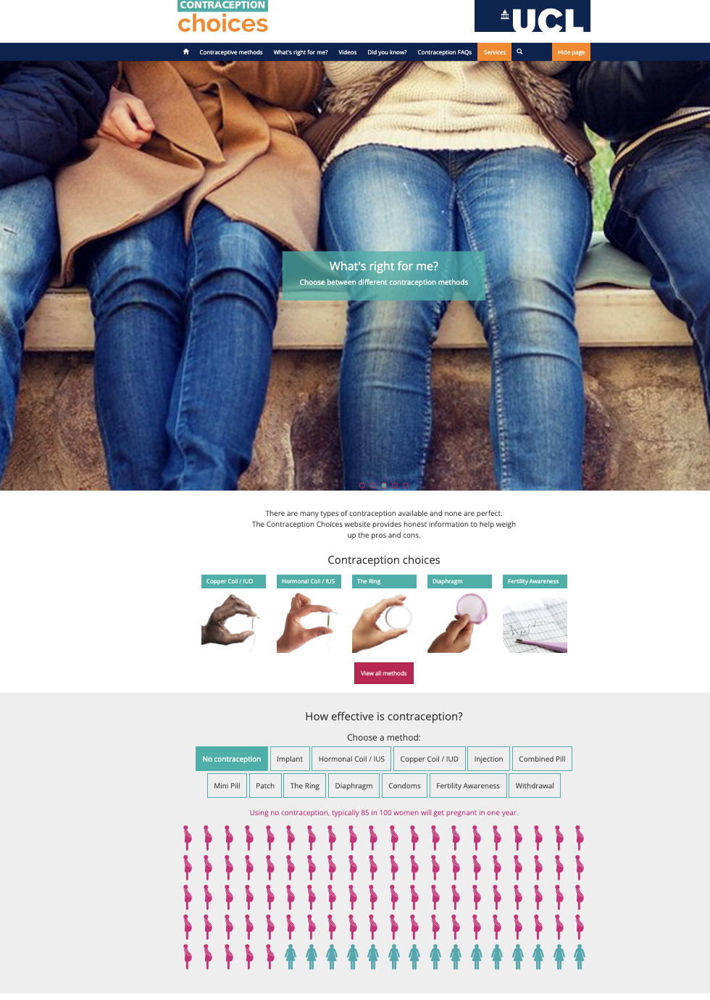 CONTRACEPTION
choices
UCL
Contraceptive methods What's right for me? Videos Did you know? Contraception FAQs Services Hide page
What's right for me?
Choose between different contraception methods
There are many types of contraception available and none are perfect.
The Contraception Choices website provides honest information to help weigh
up the pros and cons.
Contraception choices
Copper Coil / IUD Hormonal Coil / IUS The Ring Diaphragm Fertility Awareness
View all methods
How effective is contraception?
Choose a method:
No contraception Implant Hormonal Coil / IUS Copper Coil / IUD Injection Combined Pill
Mini Pill Patch The Ring Diaphragm Condoms Fertility Awareness Withdrawal
Using no contraception, typically 85 in 100 women will get pregnant in one year.